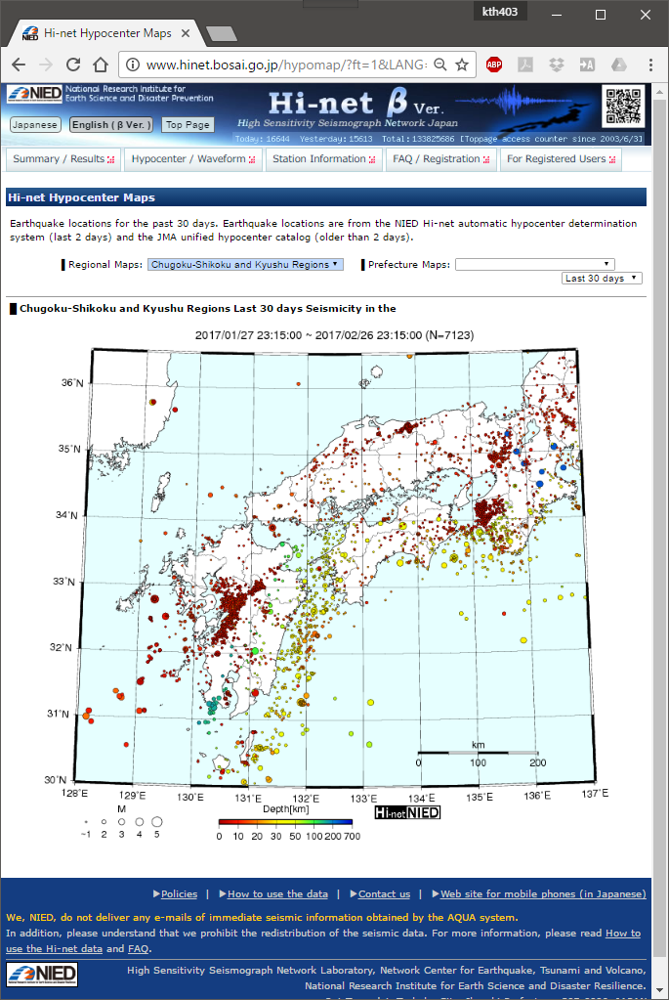 kth403
Hi-net Hypocenter Maps
www.hinet.bosai.go.jp/hypomap/?ft=1&LANG=
ABP
NIED
National Research Institute for
Earth Science and Disaster Prevention
Hi-net β Ver.
High Sensitivity Seismograph Network Japan
Japanese
English ( β Ver. )
Top Page
Today: 16644 Yesterday:15613 Total:133825686 [Toppage access counter since 2003/6/3]
Summary / Results
Hypocenter / Waveform
Station Information
FAQ / Registration
For Registered Users
Hi-net Hypocenter Maps
Earthquake locations for the past 30 days. Earthquake locations are from the NIED Hi-net automatic hypocenter determination
system (last 2 days) and the JMA unified hypocenter catalog (older than 2 days).
Regional Maps: Chugoku-Shikoku and Kyushu Regions
Prefecture Maps:
Last 30 days
Chugoku-Shikoku and Kyushu Regions Last 30 days Seismicity in the
2017/01/27 23:15:00 ~ 2017/02/26 23:15:00 (N=7123)
36˚N
35˚N
34˚N
33˚N
32˚N
31˚N
30˚N
km
0 100 200
128˚E 129˚E 130˚E 131˚E 132˚E 133˚E 134˚E 135˚E 136˚E 137˚E
M
~1 2 3 4 5
Depth[km]
0 10 20 30 50 100 200 700
Hi-net NIED
Policies | How to use the data | Contact us | Web site for mobile phones (in Japanese)
We, NIED, do not deliver any e-mails of immediate seismic information obtained by the AQUA system.
In addition, please understand that we prohibit the redistribution of the seismic data. For more information, please read How to
use the Hi-net data and FAQ.
NIED
High Sensitivity Seismograph Network Laboratory, Network Center for Earthquake, Tsunami and Volcano,
National Research Institute for Earth Science and Disaster Resilience.